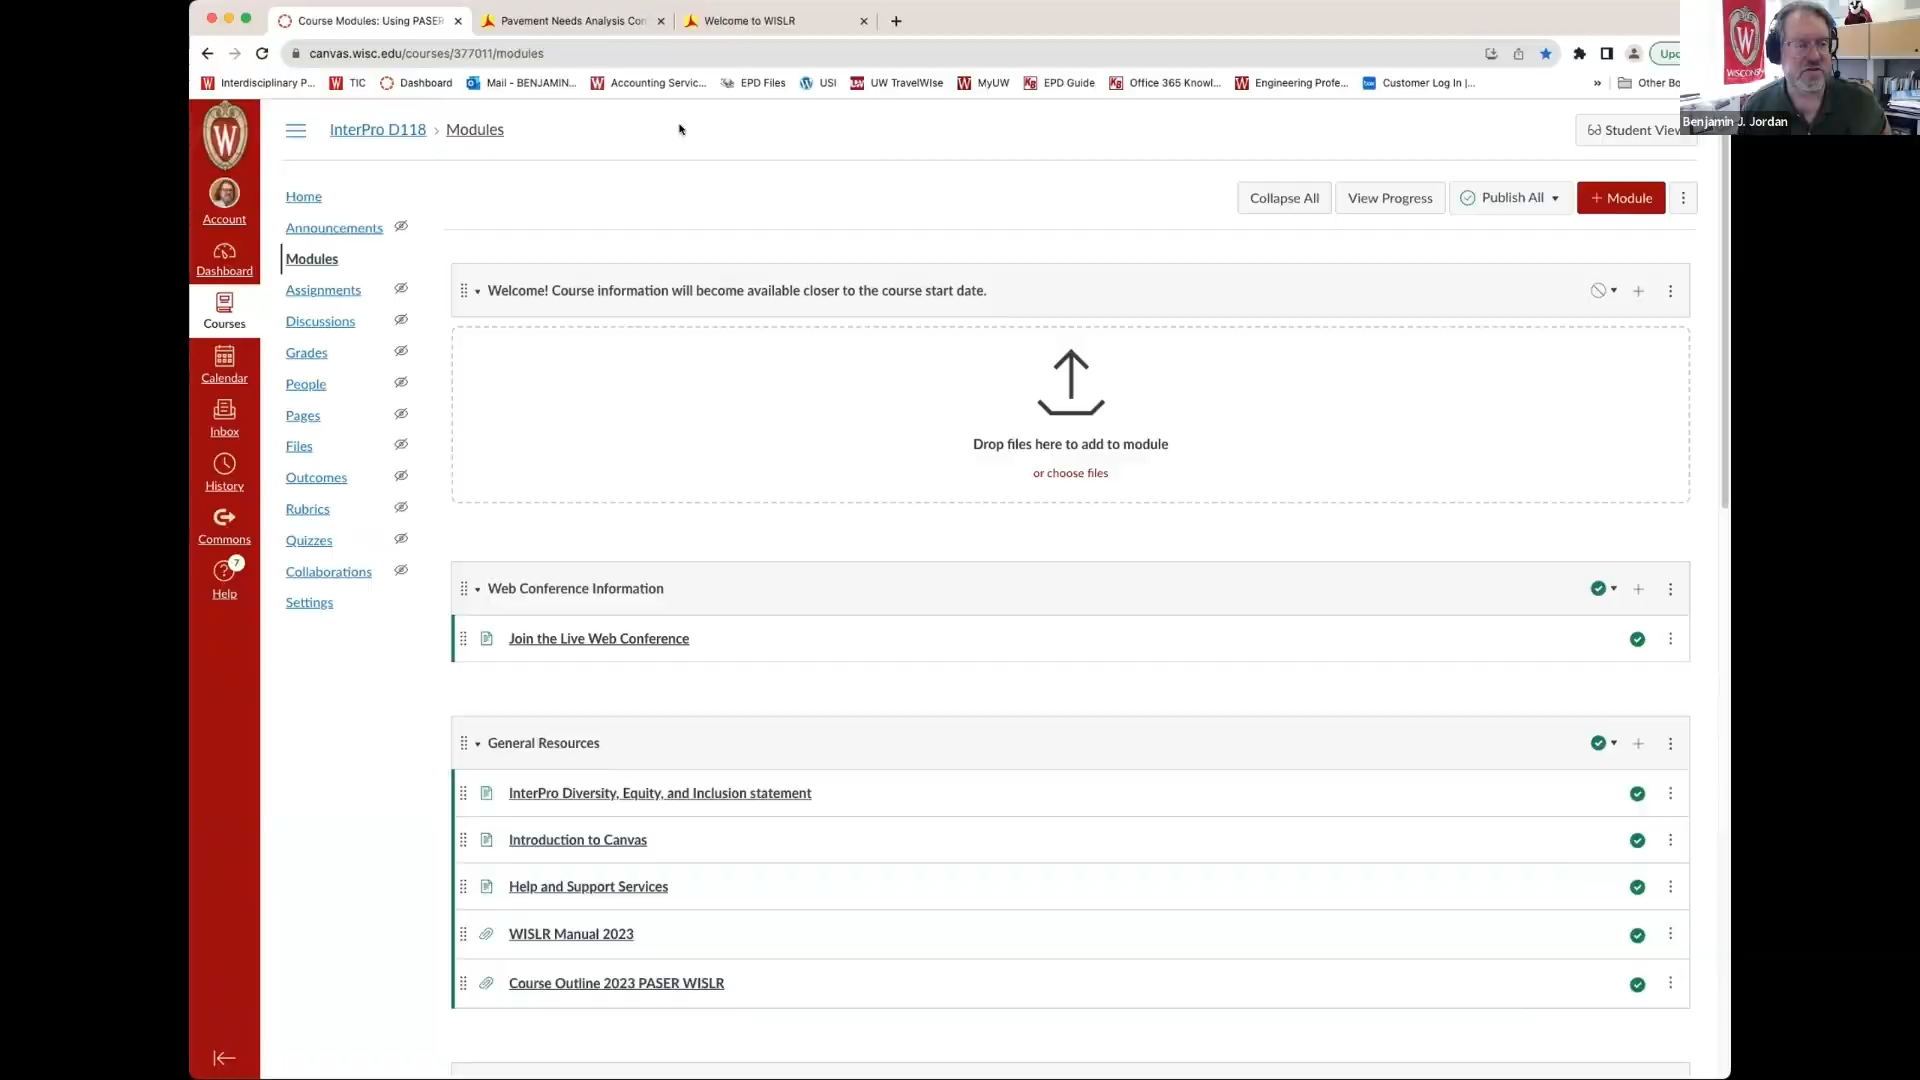 Course Modules: Using PASER
Pavement Needs Analysis Con
Welcome to WISLR
canvas.wisc.edu/courses/377011/modules
Interdisciplinary P...
TIC
Dashboard
Mail - BENJAMIN...
Accounting Servic...
EPD Files
USI
UW TravelWIse
MyUW
EPD Guide
Office 365 Knowl...
Engineering Profe...
Customer Log In |...
»
Other Bo
Benjamin J. Jordan
InterPro D118 › Modules
Student View
Account
Dashboard
Courses
Calendar
Inbox
History
Commons
7
Help
Home
Announcements
Modules
Assignments
Discussions
Grades
People
Pages
Files
Outcomes
Rubrics
Quizzes
Collaborations
Settings
Collapse All
View Progress
Publish All
+ Module
Welcome! Course information will become available closer to the course start date.
Drop files here to add to module
or choose files
Web Conference Information
Join the Live Web Conference
General Resources
InterPro Diversity, Equity, and Inclusion statement
Introduction to Canvas
Help and Support Services
WISLR Manual 2023
Course Outline 2023 PASER WISLR